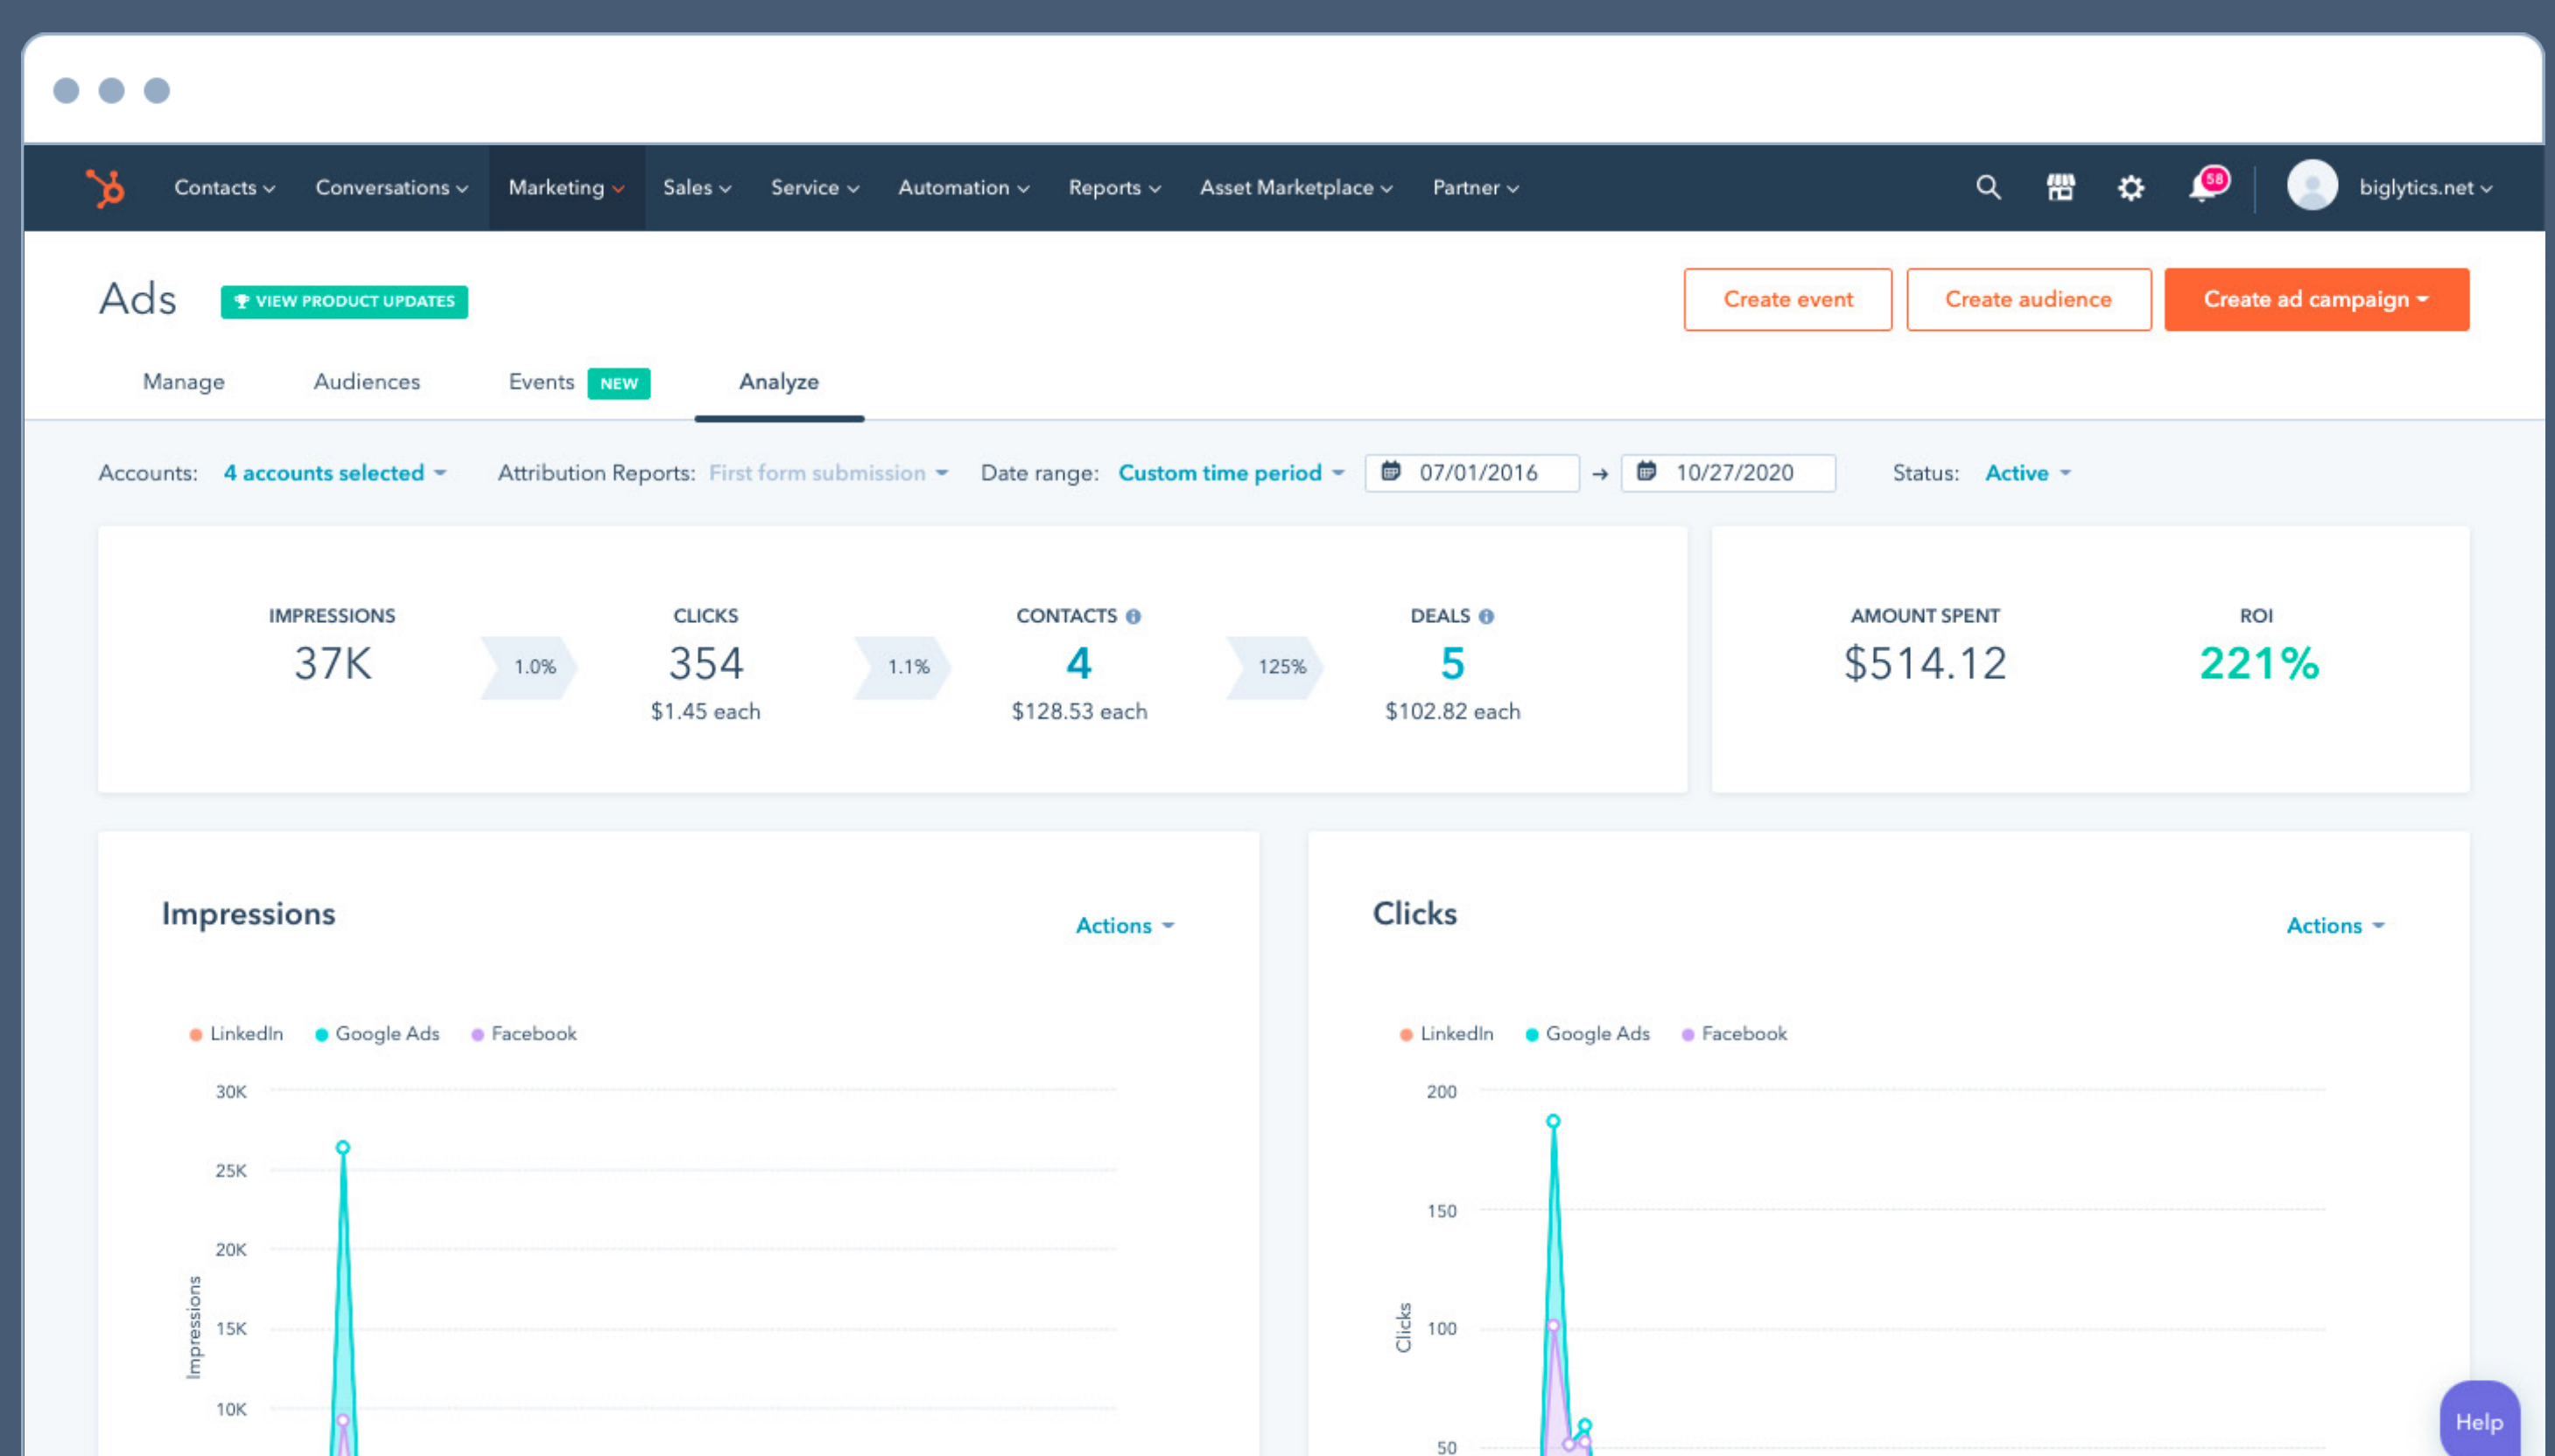 Contacts Conversations Marketing Sales Service Automation Reports Asset Marketplace Partner 58 biglytics.net
Ads VIEW PRODUCT UPDATES Create event Create audience Create ad campaign
Manage Audiences Events NEW Analyze
Accounts: 4 accounts selected Attribution Reports: First form submission Date range: Custom time period 07/01/2016 → 10/27/2020 Status: Active
IMPRESSIONS CLICKS CONTACTS DEALS AMOUNT SPENT ROI
37K 1.0% 354 1.1% 4 125% 5 $514.12 221%
$1.45 each $128.53 each $102.82 each
Impressions Actions
LinkedIn Google Ads Facebook
30K
25K
20K
15K
10K
Impressions
Clicks Actions
LinkedIn Google Ads Facebook
200
150
100
50
Clicks
Help